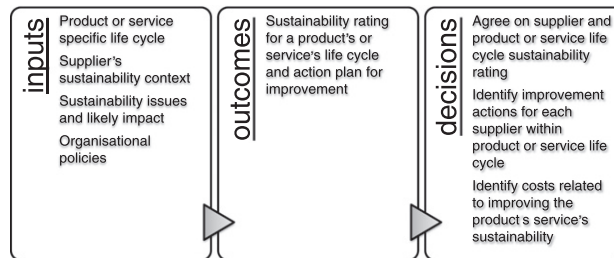 inputs
Product or service
specific life cycle
Supplier's
sustainability context
Sustainability issues
and likely impact
Organisational
policies
outcomes
Sustainability rating
for a product's or
service's life cycle
and action plan for
improvement
decisions
Agree on supplier and
product or service life
cycle sustainability
rating
Identify improvement
actions for each
supplier within
product or service life
cycle
Identify costs related
to improving the
product s service's
sustainability